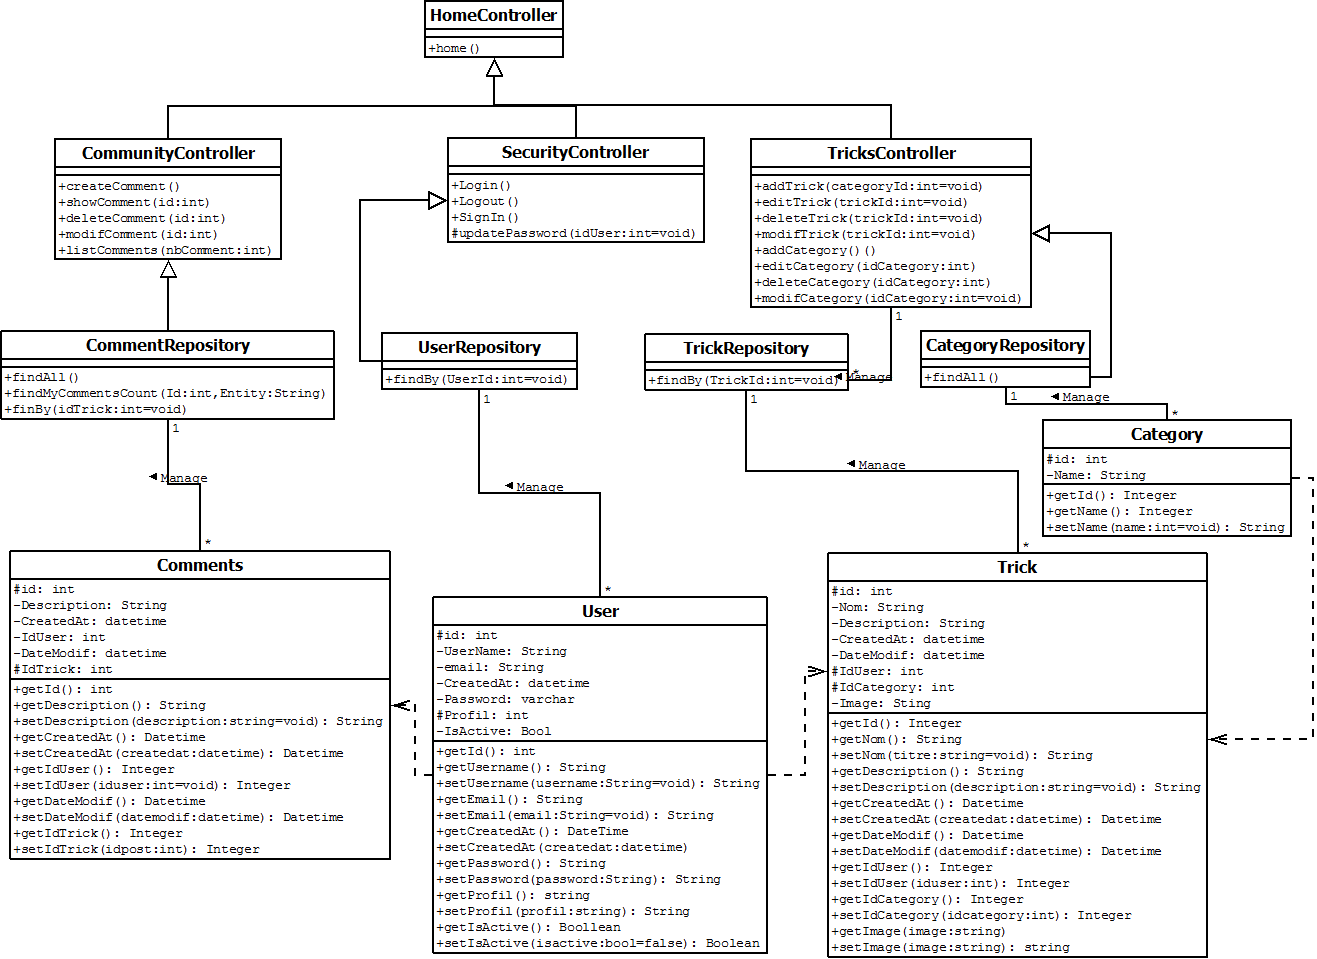 HomeController
+home()
CommunityController
+createComment()
+showComment(id:int)
+deleteComment(id:int)
+modifComment(id:int)
+listComments(nbComment:int)
SecurityController
+Login()
+Logout()
+SignIn()
#updatePassword(idUser:int=void)
TricksController
+addTrick(categoryId:int=void)
+editTrick(trickId:int=void)
+deleteTrick(trickId:int=void)
+modifTrick(trickId:int=void)
+addCategory()()
+editCategory(idCategory:int)
+deleteCategory(idCategory:int)
+modifCategory(idCategory:int=void)
1
CommentRepository
+findAll()
+findMyCommentsCount(Id:int,Entity:String)
+finBy(idTrick:int=void)
1
UserRepository
+findBy(UserId:int=void)
1
TrickRepository
+findBy(TrickId:int=void)
*
Manage
1
CategoryRepository
+findAll()
1
Manage
*
Category
#id: int
-Name: String
+getId(): Integer
+getName(): Integer
+setName(name:int=void): String
Manage
*
Manage
*
Manage
*
Comments
#id: int
-Description: String
-CreatedAt: datetime
-IdUser: int
-DateModif: datetime
#IdTrick: int
+getId(): int
+getDescription(): String
+setDescription(description:string=void): String
+getCreatedAt(): Datetime
+setCreatedAt(createdat:datetime): Datetime
+getIdUser(): Integer
+setIdUser(iduser:int=void): Integer
+getDateModif(): Datetime
+setDateModif(datemodif:datetime): Datetime
+getIdTrick(): Integer
+setIdTrick(idpost:int): Integer
User
#id: int
-UserName: String
-email: String
-CreatedAt: datetime
-Password: varchar
#Profil: int
-IsActive: Bool
+getId(): int
+getUsername(): String
+setUsername(username:String=void): String
+getEmail(): String
+setEmail(email:String=void): String
+getCreatedAt(): DateTime
+setCreatedAt(createdat:datetime)
+getPassword(): String
+setPassword(password:String): String
+getProfil(): string
+setProfil(profil:string): String
+getIsActive(): Boollean
+setIsActive(isactive:bool=false): Boolean
Trick
#id: int
-Nom: String
-Description: String
-CreatedAt: datetime
-DateModif: datetime
#IdUser: int
#IdCategory: int
-Image: Sting
+getId(): Integer
+getNom(): String
+setNom(titre:string=void): String
+getDescription(): String
+setDescription(description:string=void): String
+getCreatedAt(): Datetime
+setCreatedAt(createdat:datetime): Datetime
+getDateModif(): Datetime
+setDateModif(datemodif:datetime): Datetime
+getIdUser(): Integer
+setIdUser(iduser:int): Integer
+getIdCategory(): Integer
+setIdCategory(idcategory:int): Integer
+getImage(image:string)
+setImage(image:string): string